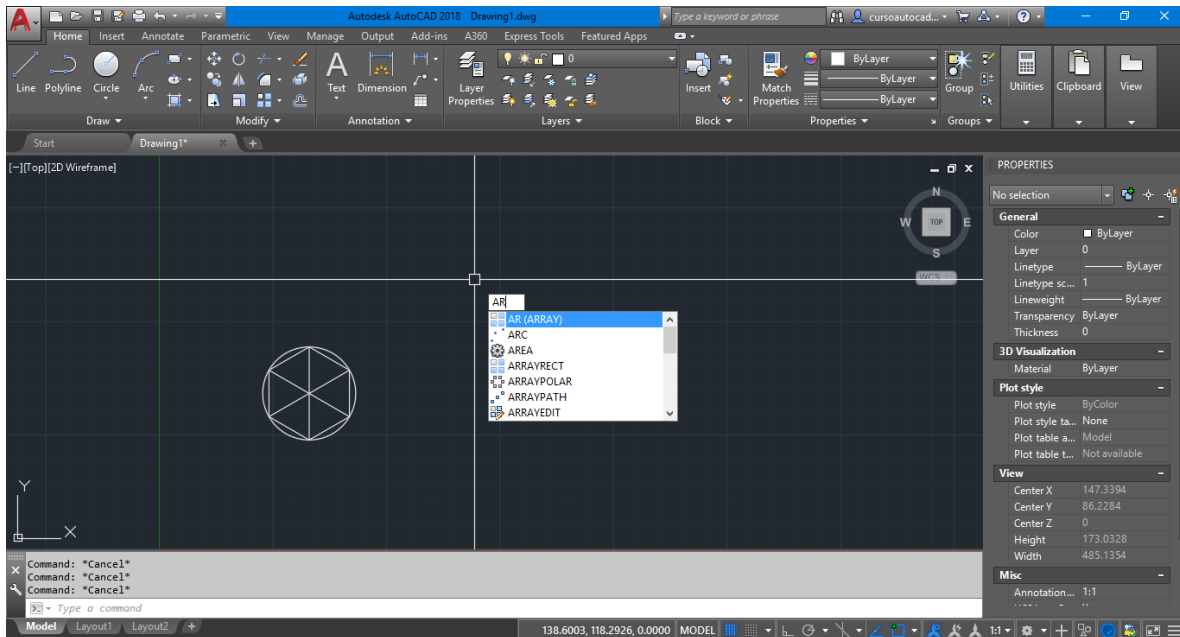 Autodesk AutoCAD 2018 Drawing1.dwg
Type a keyword or phrase
cursoautocad...
Home Insert Annotate Parametric View Manage Output Add-ins A360 Express Tools Featured Apps
Line Polyline Circle Arc
Text Dimension
Layer Properties
0
Insert
Match Properties
ByLayer
ByLayer
ByLayer
Group
Utilities
Clipboard
View
Draw Modify Annotation Layers Block Properties Groups
Start Drawing1* +
[−][Top][2D Wireframe]
N
W TOP E
S
WCS
AR
AR (ARRAY)
ARC
AREA
ARRAYRECT
ARRAYPOLAR
ARRAYPATH
ARRAYEDIT
Y
X
Command: *Cancel*
Command: *Cancel*
Command: *Cancel*
Type a command
Model Layout1 Layout2 +
138.6003, 118.2926, 0.0000 MODEL
1:1
PROPERTIES
No selection
General
Color ByLayer
Layer 0
Linetype ByLayer
Linetype sc... 1
Lineweight ByLayer
Transparency ByLayer
Thickness 0
3D Visualization
Material ByLayer
Plot style
Plot style ByColor
Plot style ta... None
Plot table a... Model
Plot table t... Not available
View
Center X 147.3394
Center Y 86.2284
Center Z 0
Height 173.0328
Width 485.1354
Misc
Annotation... 1:1